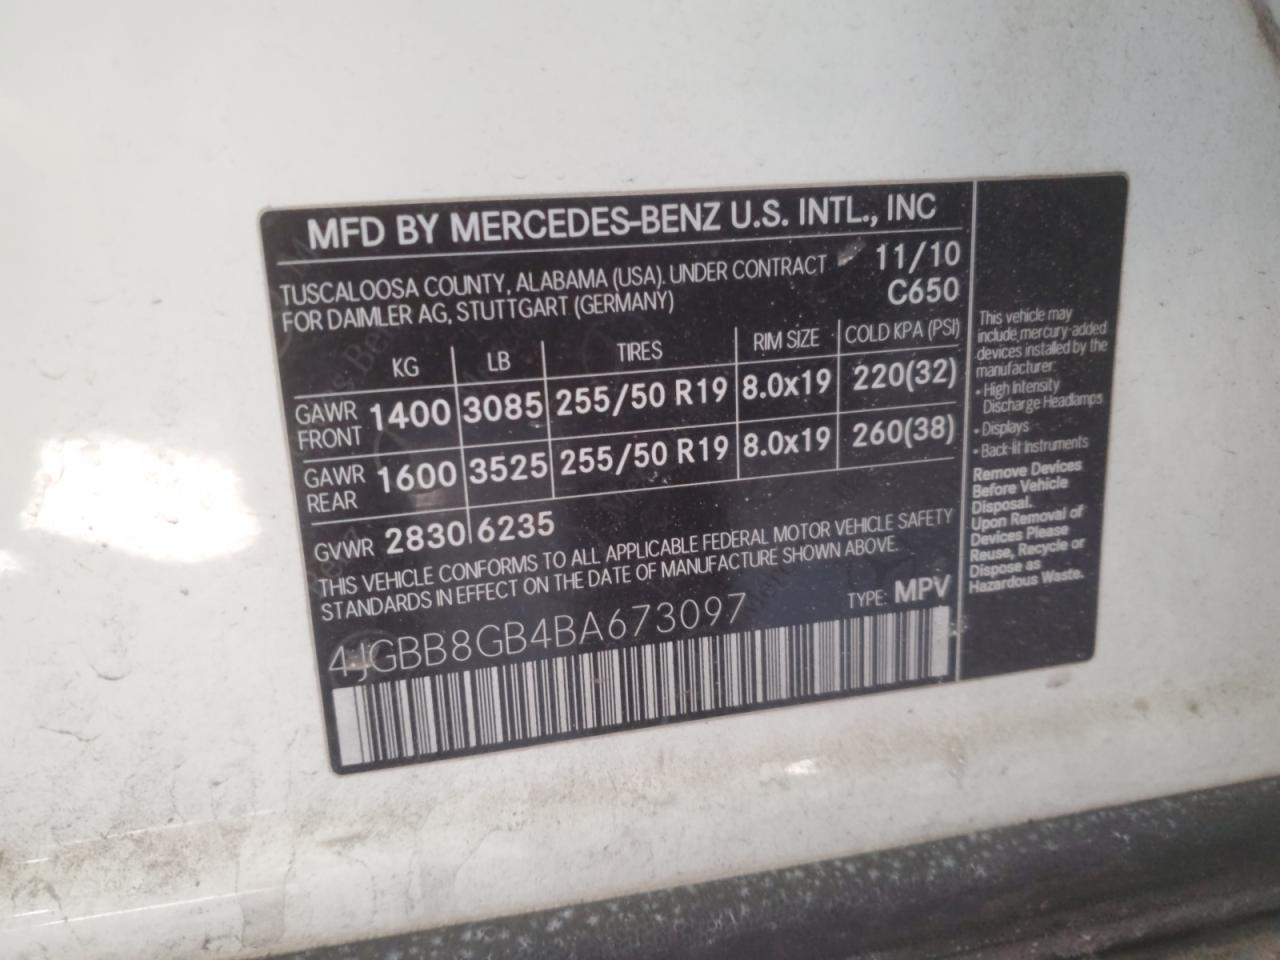 MFD BY MERCEDES-BENZ U.S. INTL., INC
TUSCALOOSA COUNTY, ALABAMA (USA). UNDER CONTRACT 11/10
FOR DAIMLER AG, STUTTGART (GERMANY) C650
KG LB TIRES RIM SIZE COLD KPA (PSI)
GAWR FRONT 1400 3085 255/50 R19 8.0x19 220(32)
GAWR REAR 1600 3525 255/50 R19 8.0x19 260(38)
GVWR 2830 6235
THIS VEHICLE CONFORMS TO ALL APPLICABLE FEDERAL MOTOR VEHICLE SAFETY
STANDARDS IN EFFECT ON THE DATE OF MANUFACTURE SHOWN ABOVE.
4JGBB8GB4BA673097 TYPE: MPV
This vehicle may
include mercury-added
devices installed by the
manufacturer:
• High Intensity
Discharge Headlamps
• Displays
• Back-lit Instruments
Remove Devices
Before Vehicle
Disposal.
Upon Removal of
Devices Please
Reuse, Recycle or
Dispose as
Hazardous Waste.